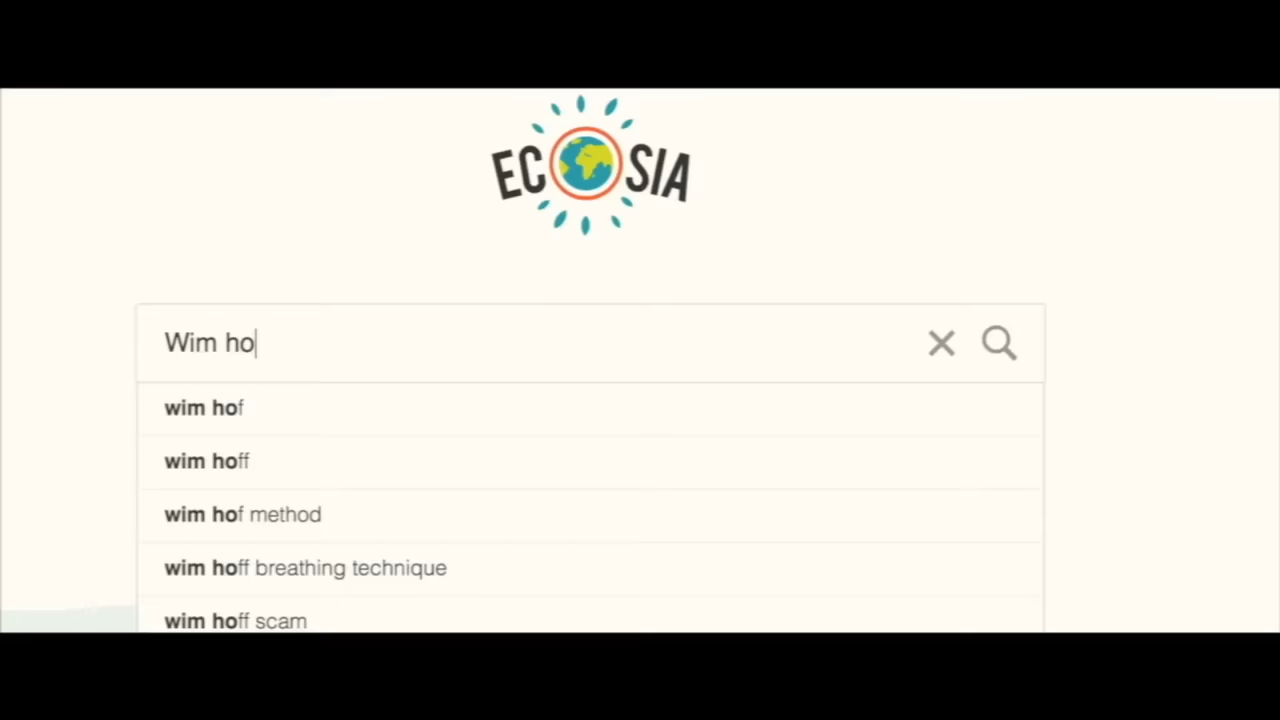 ECOSIA
Wim ho
wim hof
wim hoff
wim hof method
wim hoff breathing technique
wim hoff scam